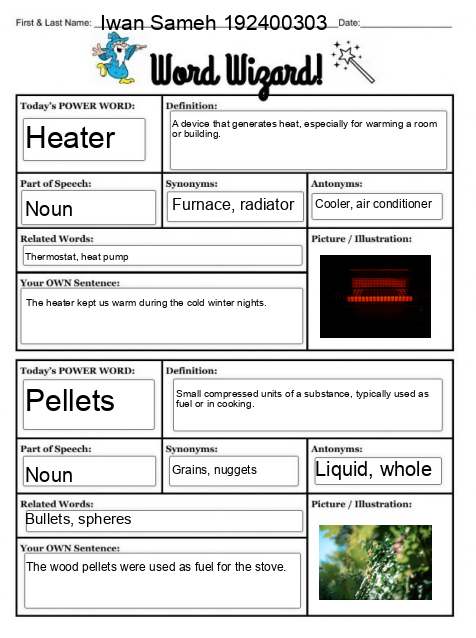 First & Last Name: Iwan Sameh 192400303 Date:
Word Wizard!
Today's POWER WORD:
Heater
Definition:
A device that generates heat, especially for warming a room
or building.
Part of Speech:
Noun
Synonyms:
Furnace, radiator
Antonyms:
Cooler, air conditioner
Related Words:
Thermostat, heat pump
Picture / Illustration:
Your OWN Sentence:
The heater kept us warm during the cold winter nights.
Today's POWER WORD:
Pellets
Definition:
Small compressed units of a substance, typically used as
fuel or in cooking.
Part of Speech:
Noun
Synonyms:
Grains, nuggets
Antonyms:
Liquid, whole
Related Words:
Bullets, spheres
Picture / Illustration:
Your OWN Sentence:
The wood pellets were used as fuel for the stove.